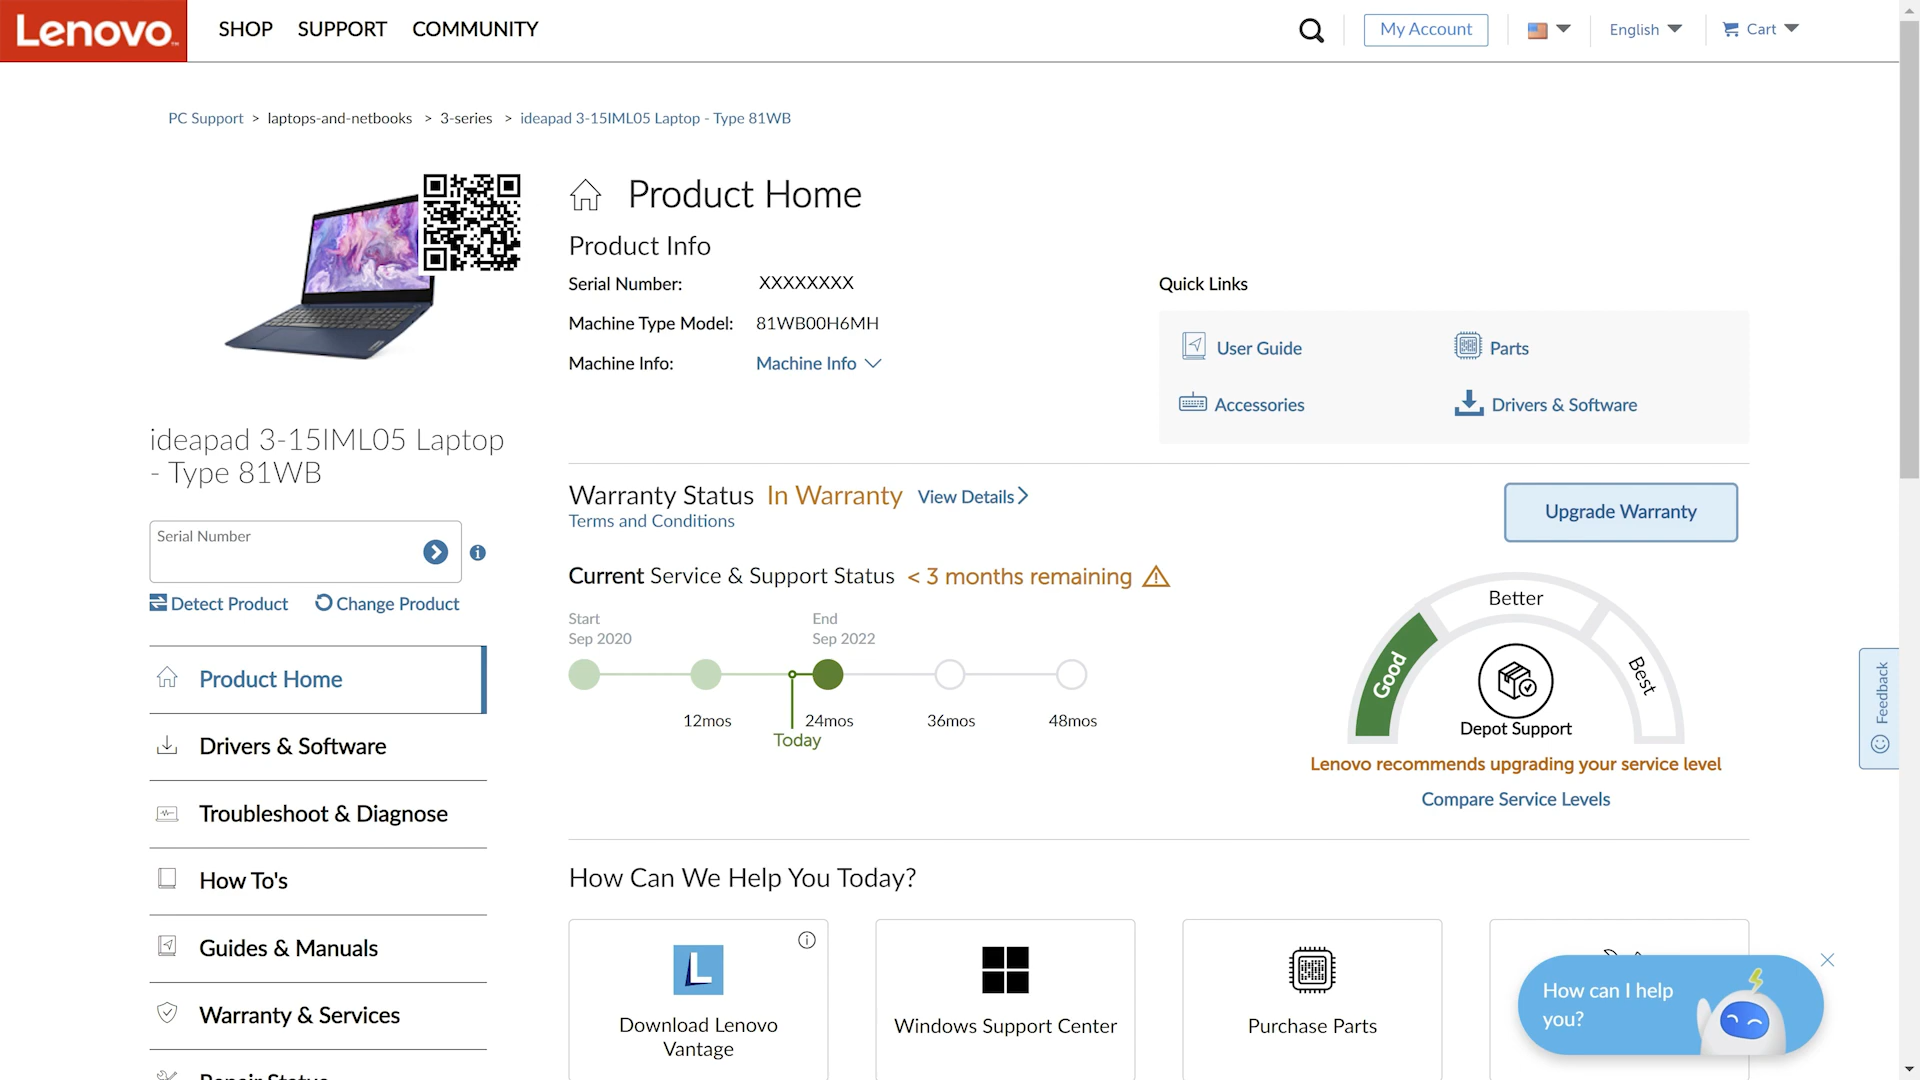 Lenovo
SHOP SUPPORT COMMUNITY
My Account
English
Cart
PC Support > laptops-and-netbooks > 3-series > ideapad 3-15IML05 Laptop - Type 81WB
Product Home
Product Info
Serial Number: XXXXXXXX
Machine Type Model: 81WB00H6MH
Machine Info: Machine Info
Quick Links
User Guide
Parts
Accessories
Drivers & Software
ideapad 3-15IML05 Laptop
- Type 81WB
Serial Number
Detect Product
Change Product
Product Home
Drivers & Software
Troubleshoot & Diagnose
How To's
Guides & Manuals
Warranty & Services
Repair Status
Warranty Status In Warranty View Details
Terms and Conditions
Upgrade Warranty
Current Service & Support Status < 3 months remaining
Start
Sep 2020
End
Sep 2022
12mos
24mos
36mos
48mos
Today
Good
Better
Best
Depot Support
Lenovo recommends upgrading your service level
Compare Service Levels
Feedback
How Can We Help You Today?
Download Lenovo
Vantage
Windows Support Center
Purchase Parts
How can I help
you?